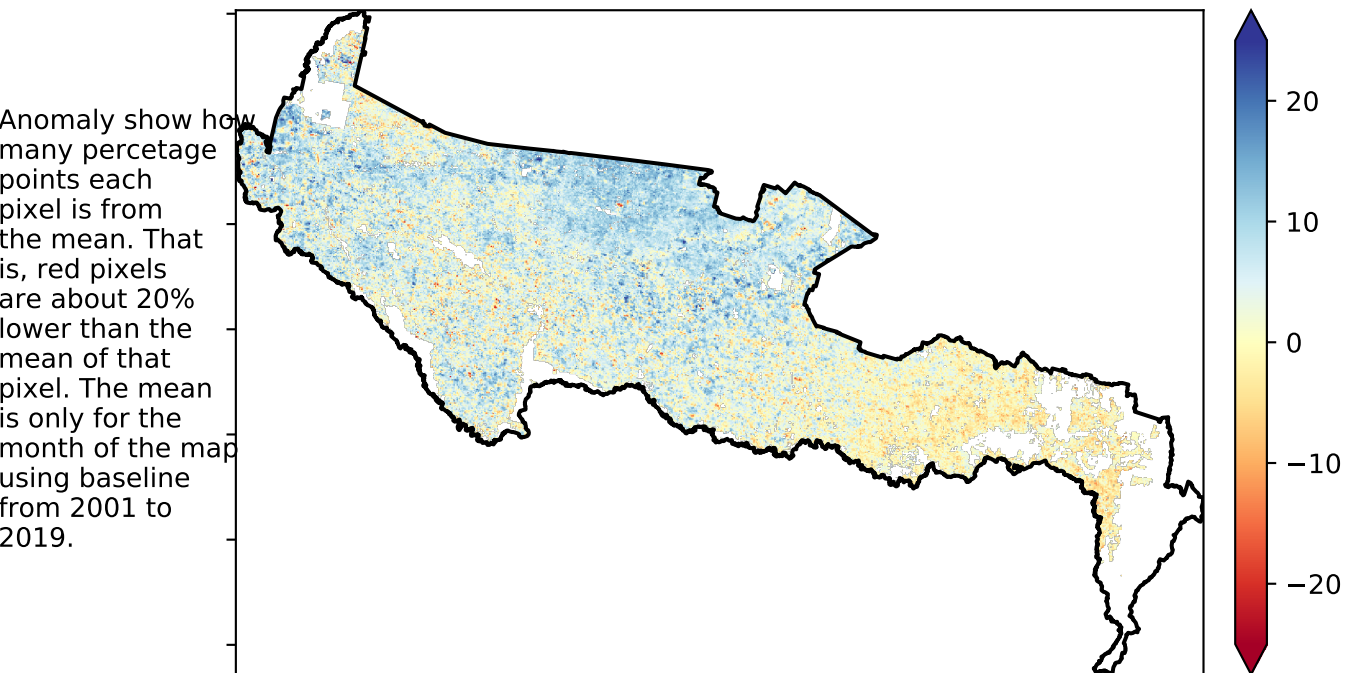 Anomaly show how
many percetage
points each
pixel is from
the mean. That
is, red pixels
are about 20%
lower than the
mean of that
pixel. The mean
is only for the
month of the map
using baseline
from 2001 to
2019.
20
10
0
−10
−20